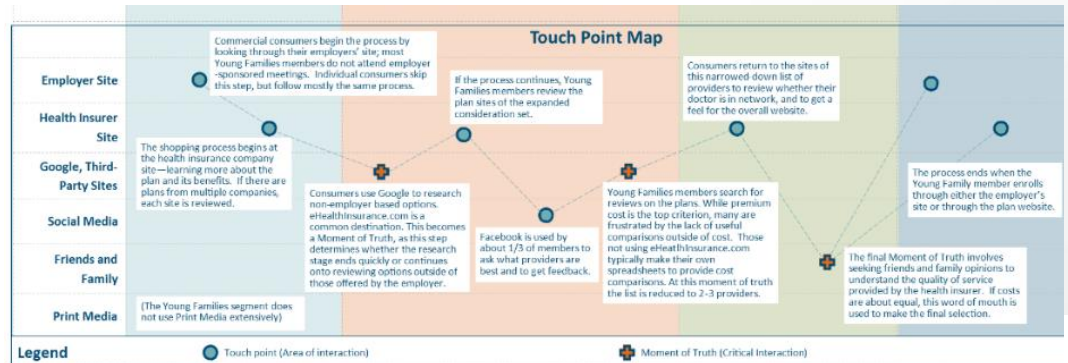 Touch Point Map
Employer Site
Health Insurer
Site
Google, Third-
Party Sites
Social Media
Friends and
Family
Print Media
Commercial consumers begin the process by
looking through their employers' site; most
Young Families members do not attend employer
-sponsored meetings. Individual consumers skip
this step, but follow mostly the same process.
The shopping process begins at
the health insurance company
site—learning more about the
plan and its benefits. If there are
plans from multiple companies,
each site is reviewed.
(The Young Families segment does
not use Print Media extensively)
Consumers use Google to research
non-employer based options.
eHealthInsurance.com is a
common destination. This becomes
a Moment of Truth, as this step
determines whether the research
stage ends quickly or continues
onto reviewing options outside of
those offered by the employer.
If the process continues, Young
Families members review the
plan sites of the expanded
consideration set.
Facebook is used by
about 1/3 of members to
ask what providers are
best and to get feedback.
Young Families members search for
reviews on the plans. While premium
cost is the top criterion, many are
frustrated by the lack of useful
comparisons outside of cost. Those
not using eHealthInsurance.com
typically make their own
spreadsheets to provide cost
comparisons. At this moment of truth
the list is reduced to 2-3 providers.
Consumers return to the sites of
this narrowed down list of
providers to review whether their
doctor is in network, and to get a
feel for the overall website.
The final Moment of Truth involves
seeking friends and family opinions to
understand the quality of service
provided by the health insurer. If costs
are about equal, this word of mouth is
used to make the final selection.
The process ends when the
Young Family member enrolls
through either the employer's
site or through the plan website.
Legend
Touch point (Area of interaction)
Moment of Truth (Critical Interaction)